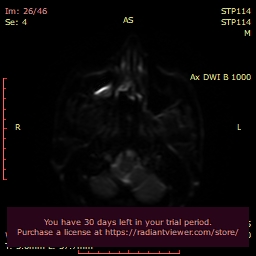 Im: 26/46
Se: 4
AS
STP114
STP114
M
Ax DWI B 1000
R
L
You have 30 days left in your trial period.
Purchase a license at https://radiantviewer.com/store/